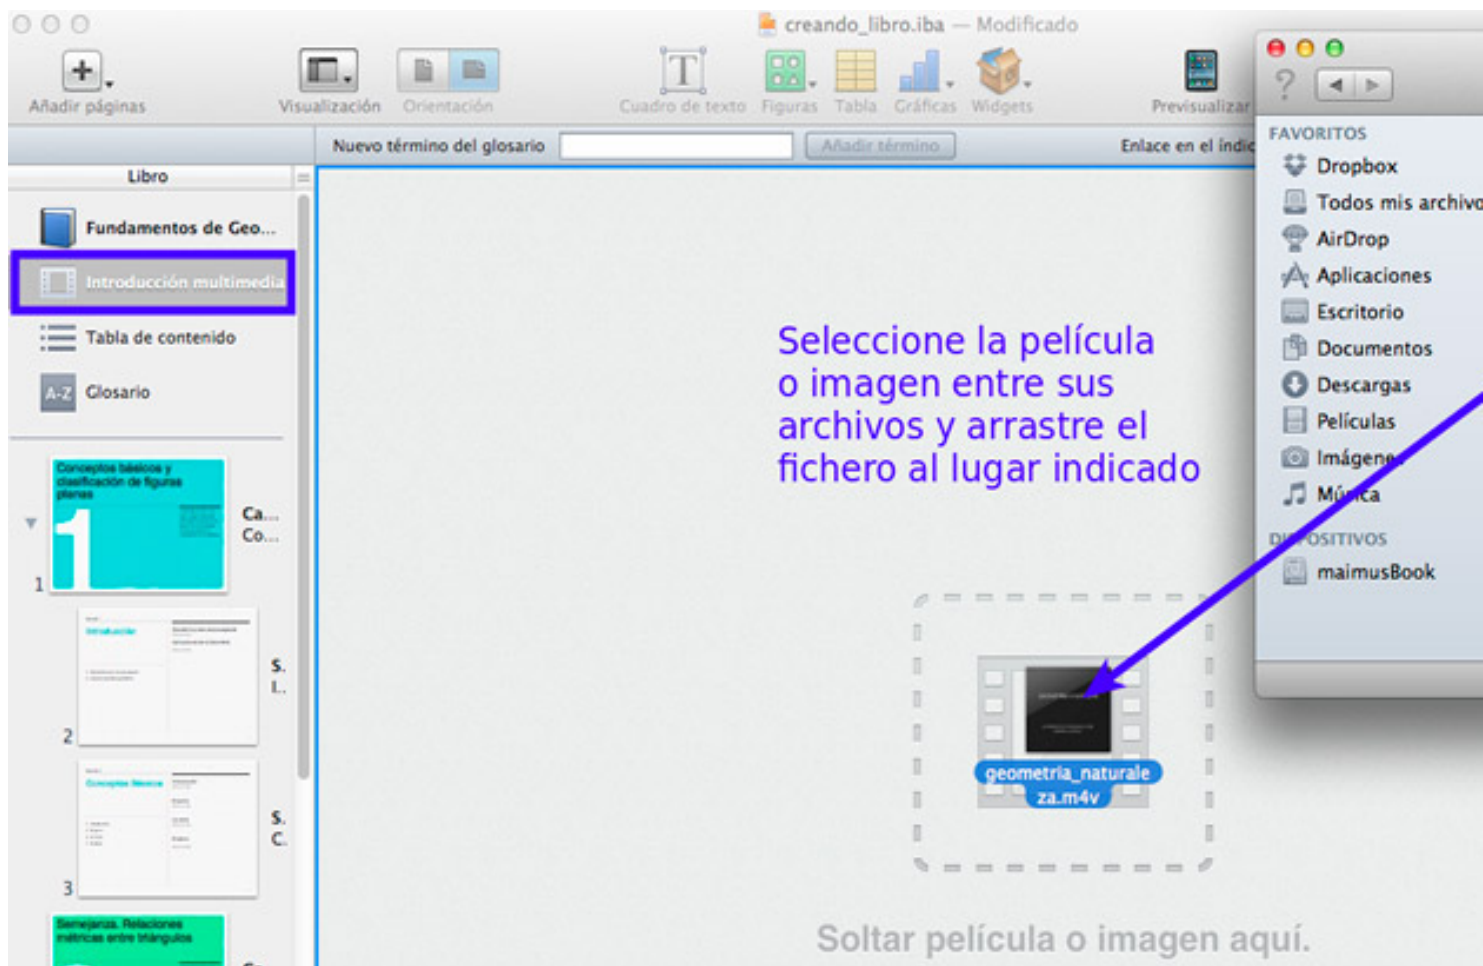 creando_libro.iba — Modificado
Añadir páginas
Visualización
Orientación
Cuadro de texto
Figuras
Tabla
Gráficas
Widgets
Previsualizar
Nuevo término del glosario
Añadir término
Enlace en el índic
Libro
Fundamentos de Geo...
Introducción multimedia
Tabla de contenido
A-Z
Glosario
Conceptos básicos y
clasificación de figuras
planas
1
Ca...
Co...
1
Introducción
S.
I..
2
Conceptos Básicos
S.
C.
3
Semejanza. Relaciones
métricas entre triángulos
Seleccione la película
o imagen entre sus
archivos y arrastre el
fichero al lugar indicado
geometria_naturale
za.m4v
Soltar película o imagen aquí.
FAVORITOS
Dropbox
Todos mis archivo
AirDrop
Aplicaciones
Escritorio
Documentos
Descargas
Películas
Imágenes
Música
DISPOSITIVOS
maimusBook